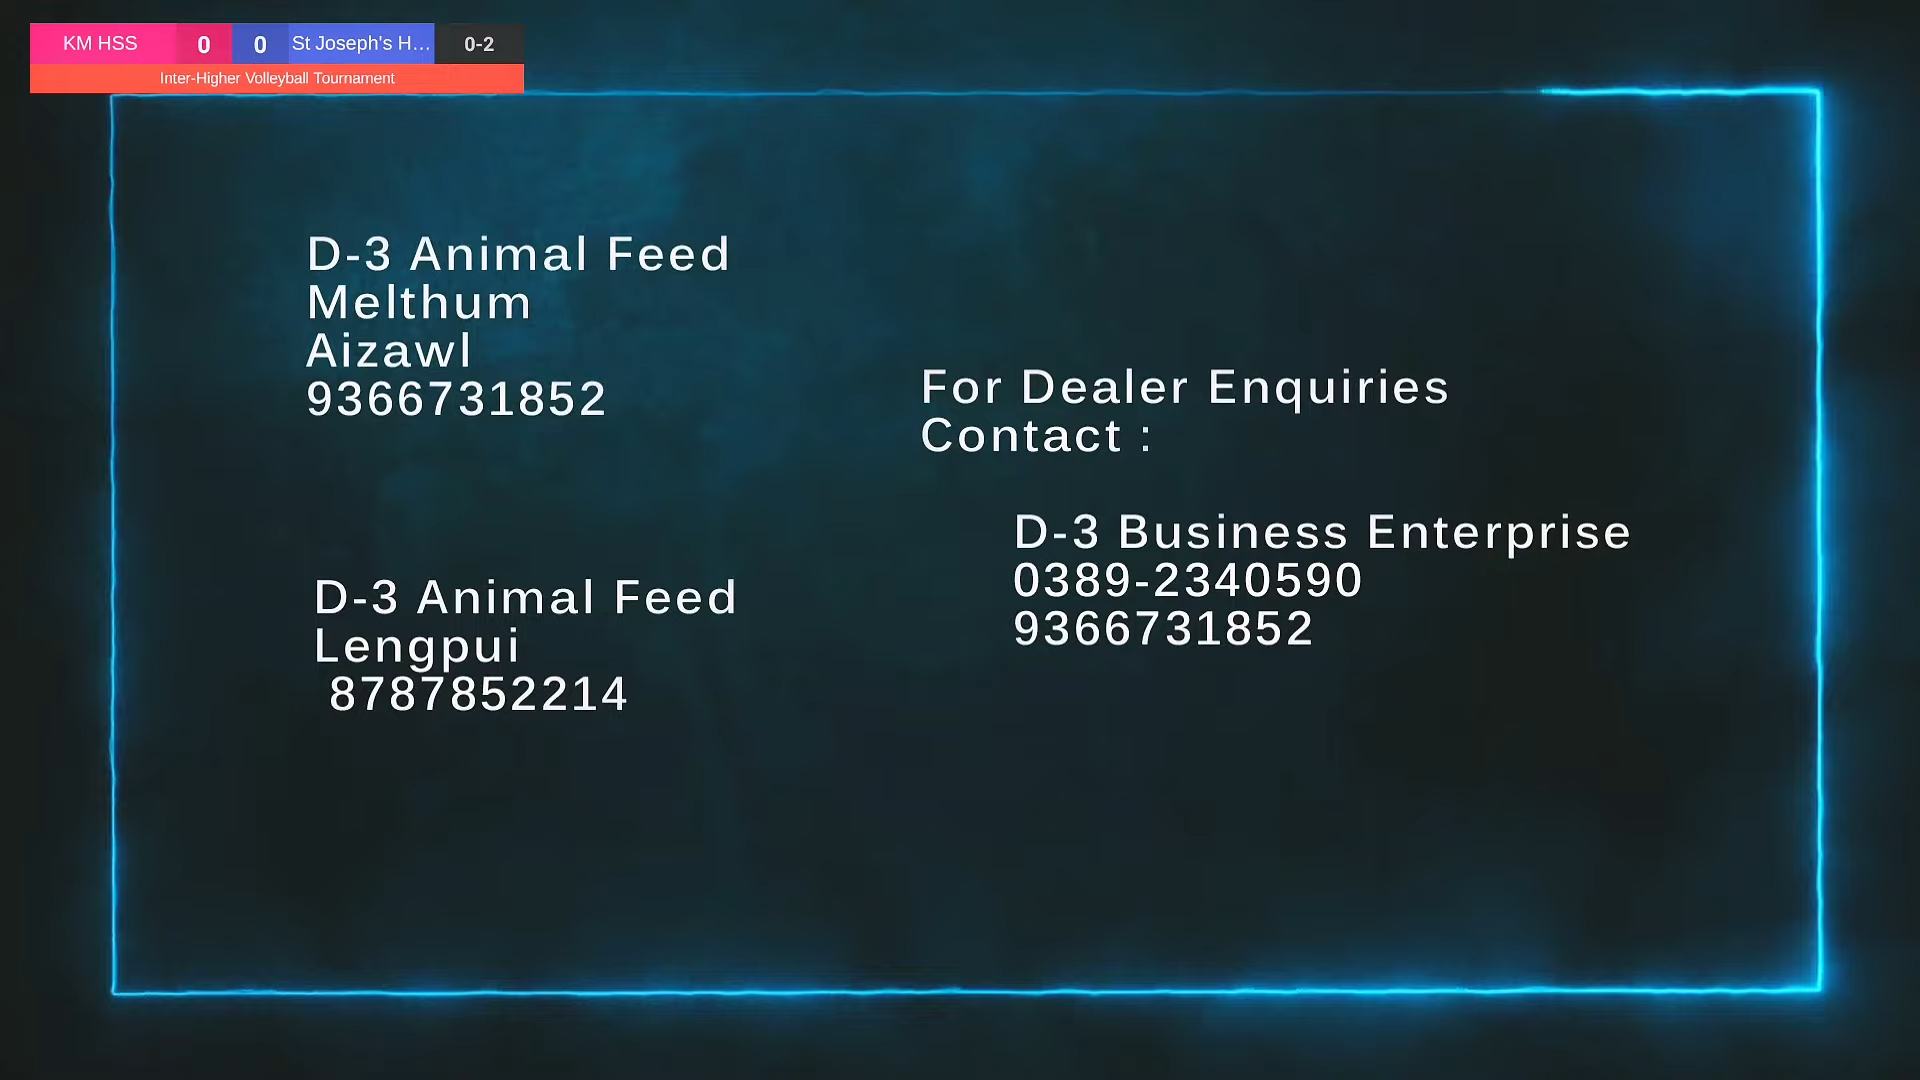 KM HSS 0 0 St Joseph's H... 0-2
Inter-Higher Volleyball Tournament
D-3 Animal Feed
Melthum
Aizawl
9366731852
D-3 Animal Feed
Lengpui
8787852214
For Dealer Enquiries
Contact :
D-3 Business Enterprise
0389-2340590
9366731852